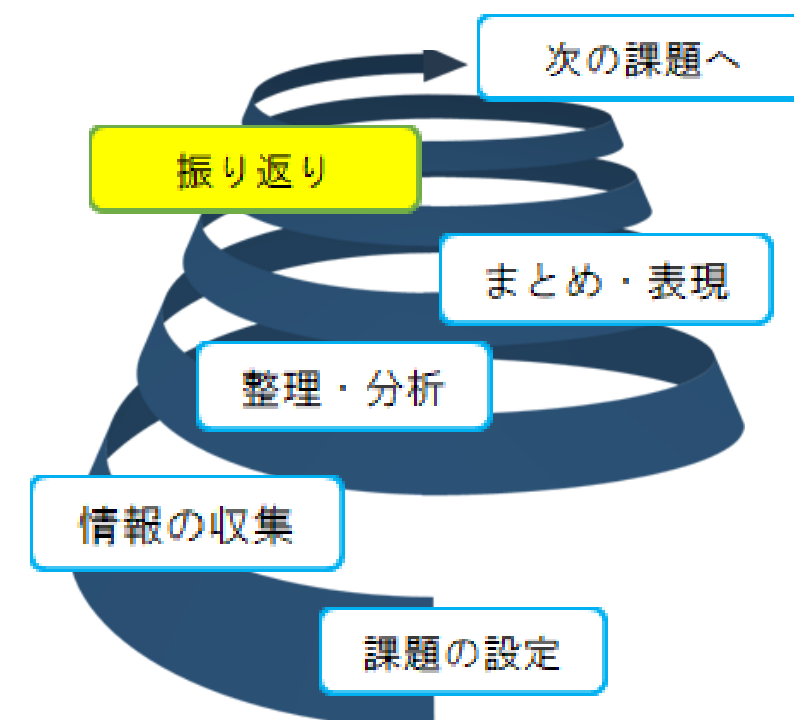 次の課題へ
振り返り
まとめ・表現
整理・分析
情報の収集
課題の設定